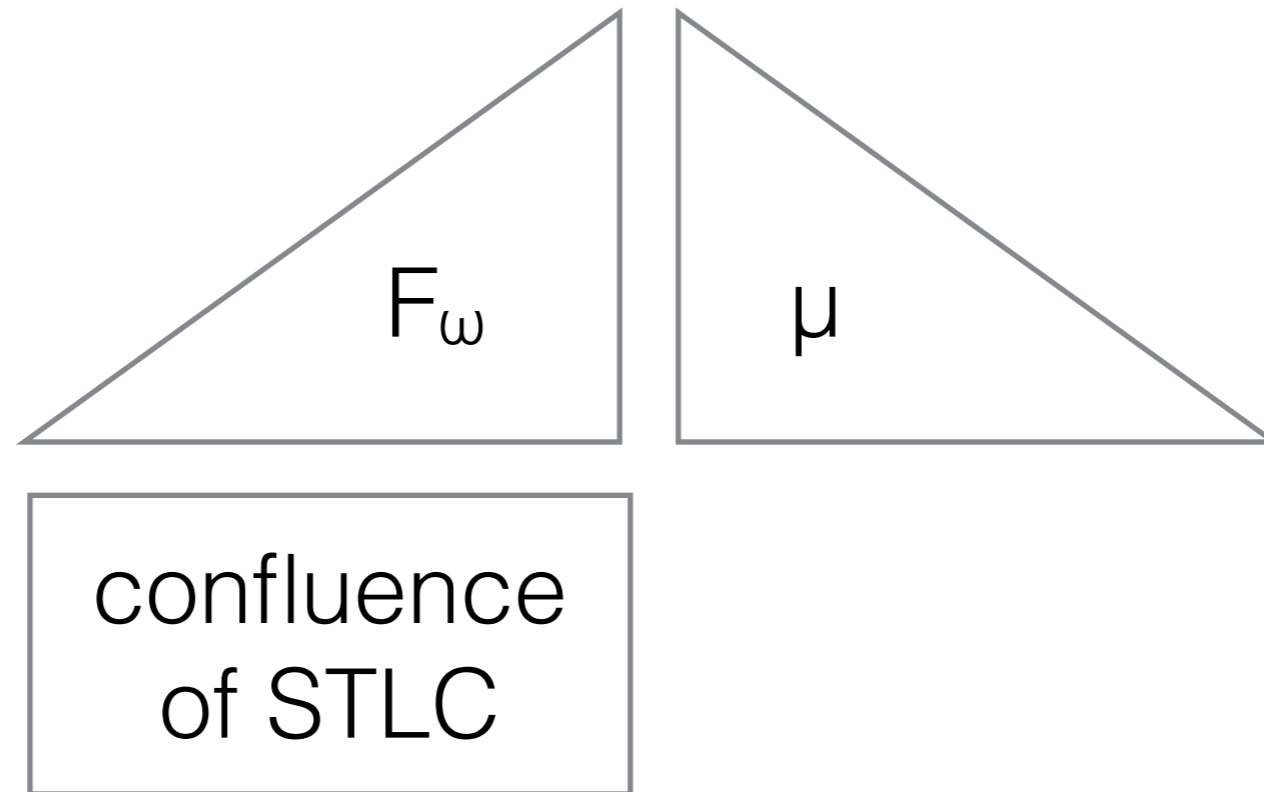 Fω
μ
confluence
of STLC